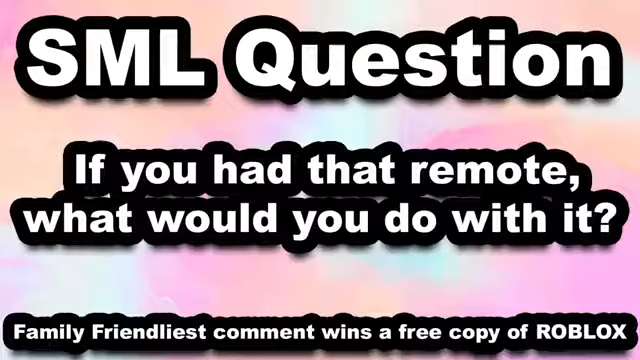 SML Question
If you had that remote,
what would you do with it?
Family Friendliest comment wins a free copy of ROBLOX